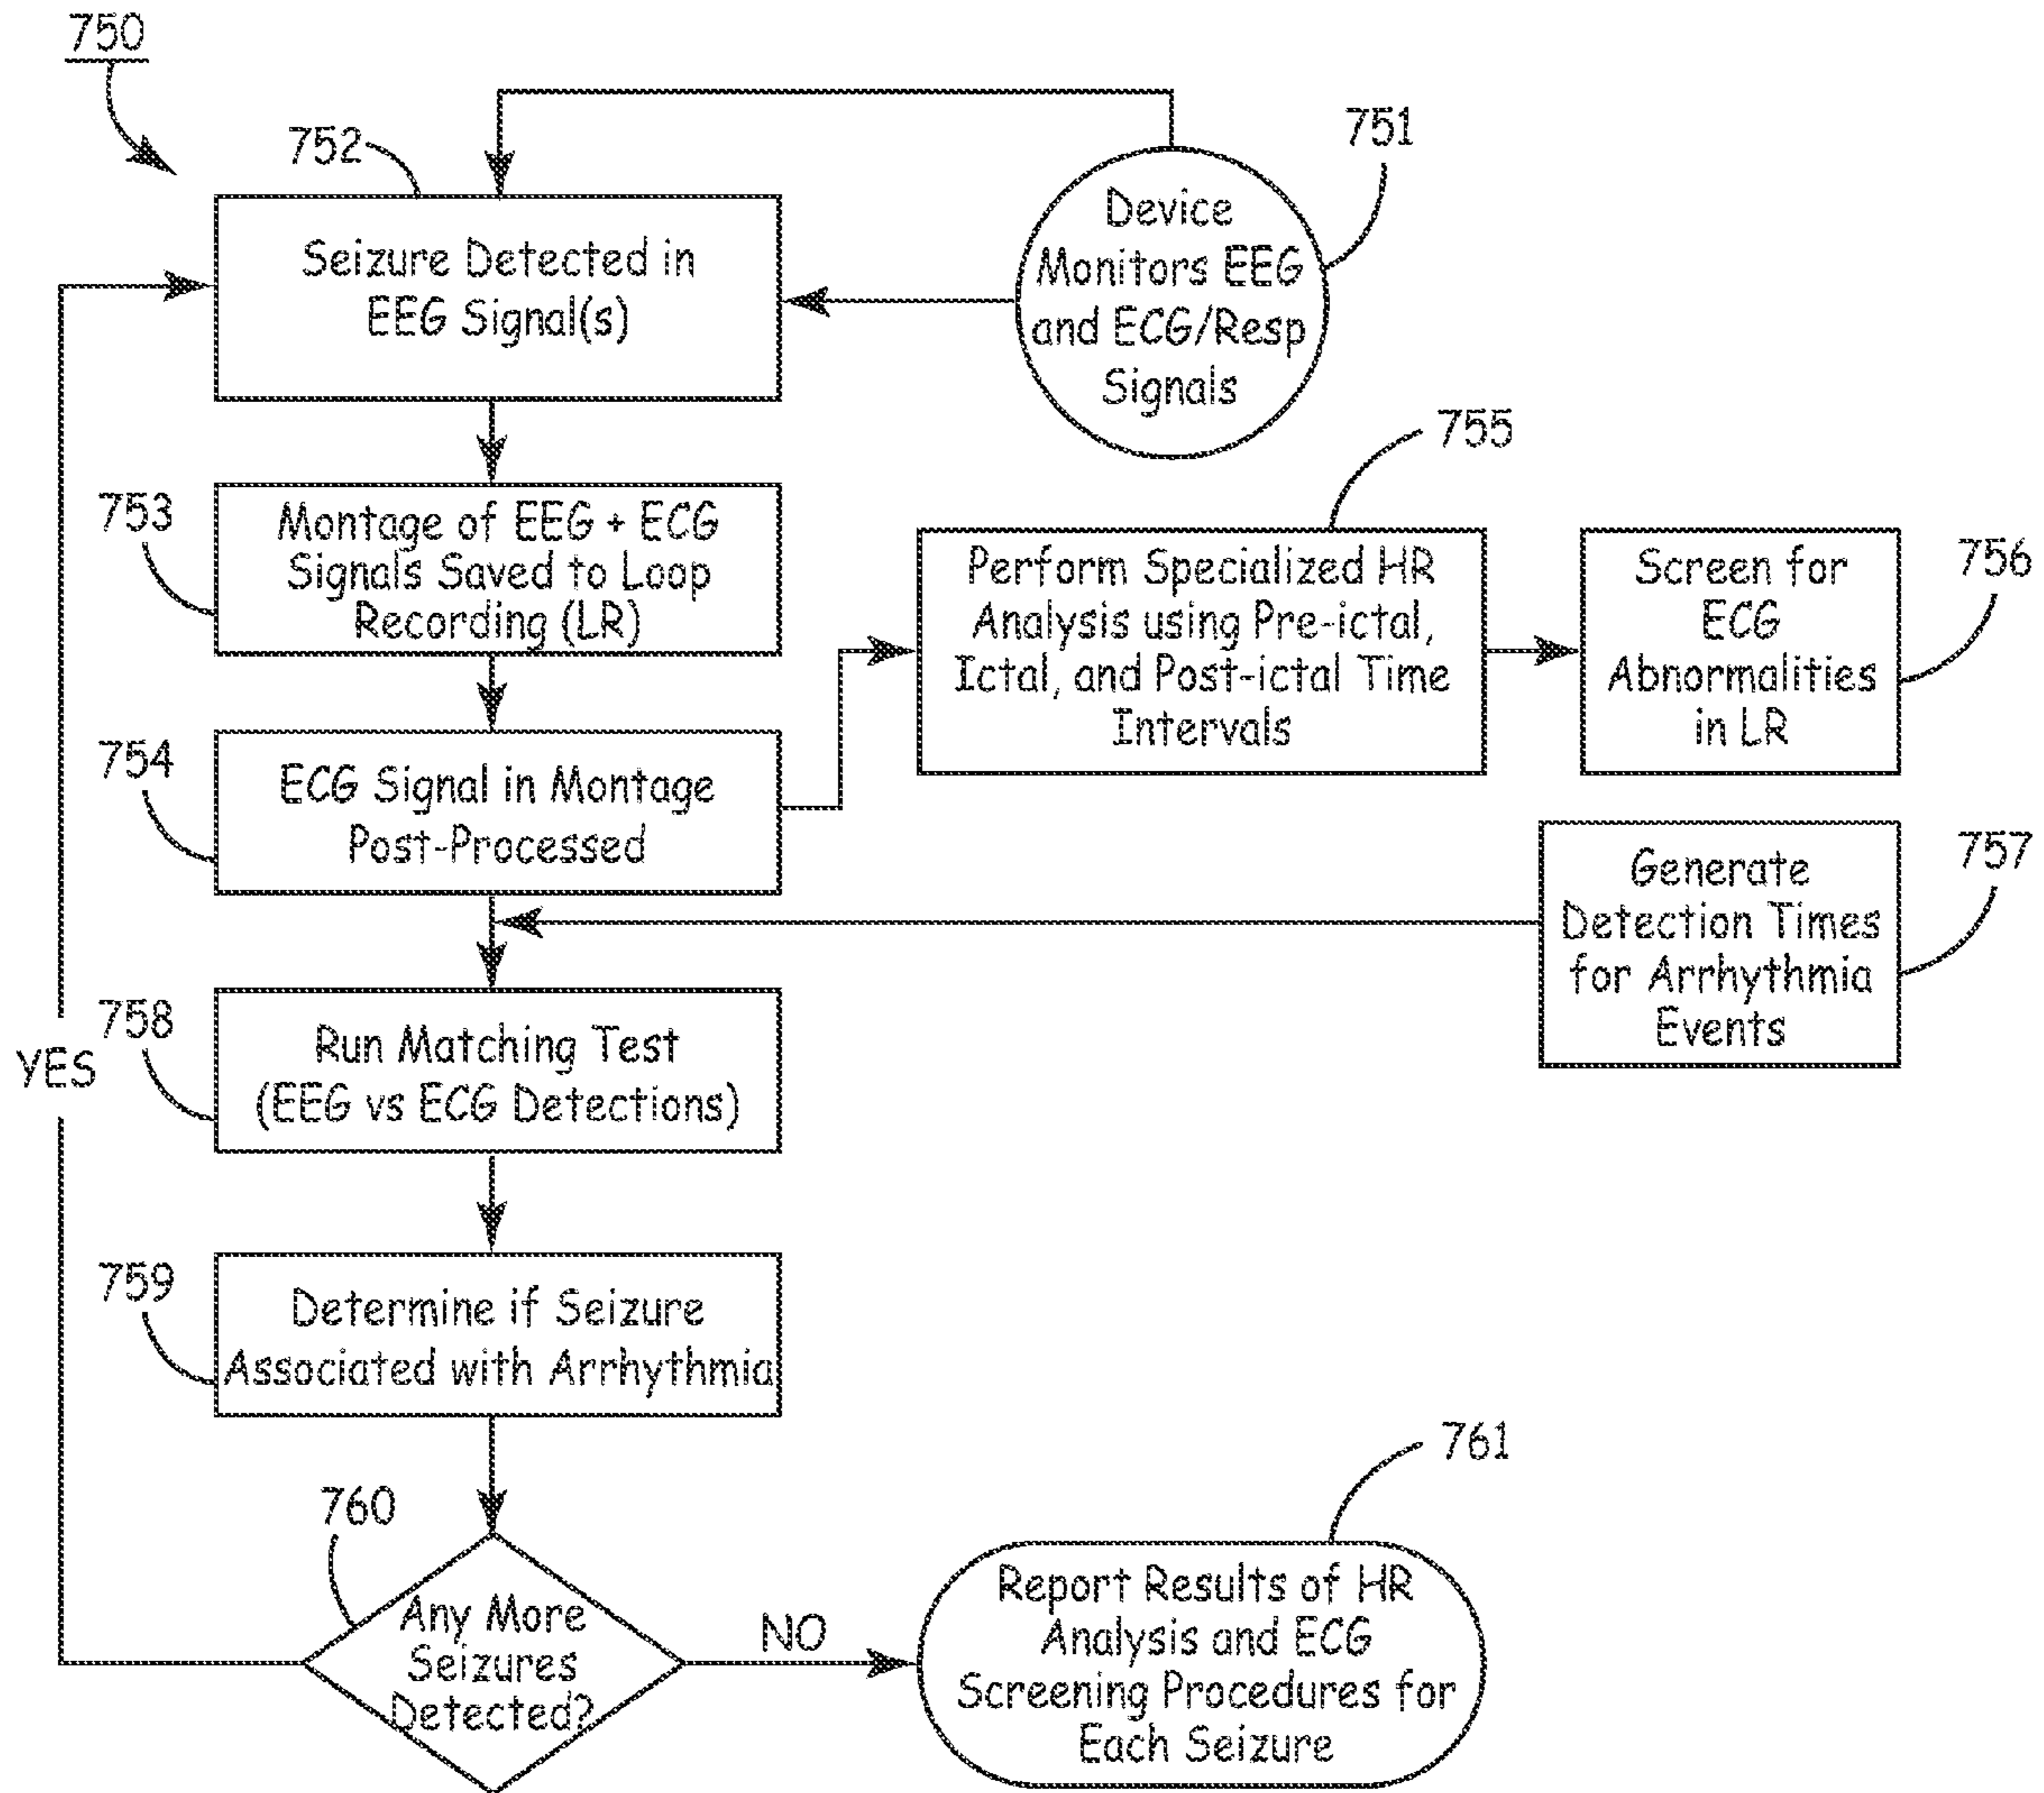 750
752
751
Device
Monitors EEG
and ECG/Resp
Signals
Seizure Detected in
EEG Signal(s)
753
Montage of EEG + ECG
Signals Saved to Loop
Recording (LR)
755
Perform Specialized HR
Analysis using Pre-ictal,
Ictal, and Post-ictal Time
Intervals
756
Screen for
ECG
Abnormalities
in LR
754
ECG Signal in Montage
Post-Processed
757
Generate
Detection Times
for Arrhythmia
Events
758
YES
Run Matching Test
(EEG vs ECG Detections)
759
Determine if Seizure
Associated with Arrhythmia
760
Any More
Seizures
Detected?
NO
761
Report Results of HR
Analysis and ECG
Screening Procedures for
Each Seizure